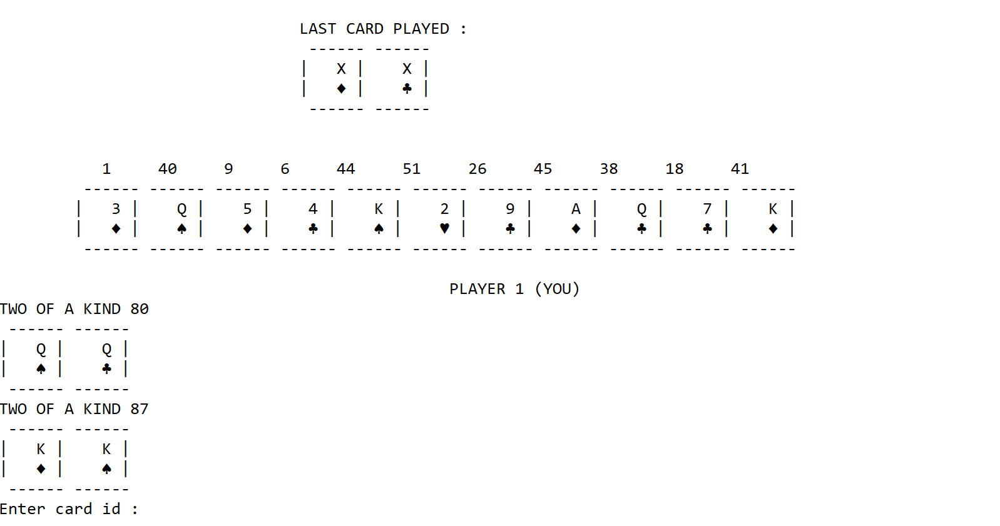 LAST CARD PLAYED :
------ ------
| X | X |
| ♦ | ♣ |
------ ------
1 40 9 6 44 51 26 45 38 18 41
------ ------ ------ ------ ------ ------ ------ ------ ------ ------ ------
| 3 | Q | 5 | 4 | K | 2 | 9 | A | Q | 7 | K |
| ♦ | ♠ | ♦ | ♣ | ♠ | ♥ | ♣ | ♦ | ♣ | ♣ | ♦ |
------ ------ ------ ------ ------ ------ ------ ------ ------ ------ ------
PLAYER 1 (YOU)
TWO OF A KIND 80
------ ------
| Q | Q |
| ♠ | ♣ |
------ ------
TWO OF A KIND 87
------ ------
| K | K |
| ♦ | ♠ |
------ ------
Enter card id :